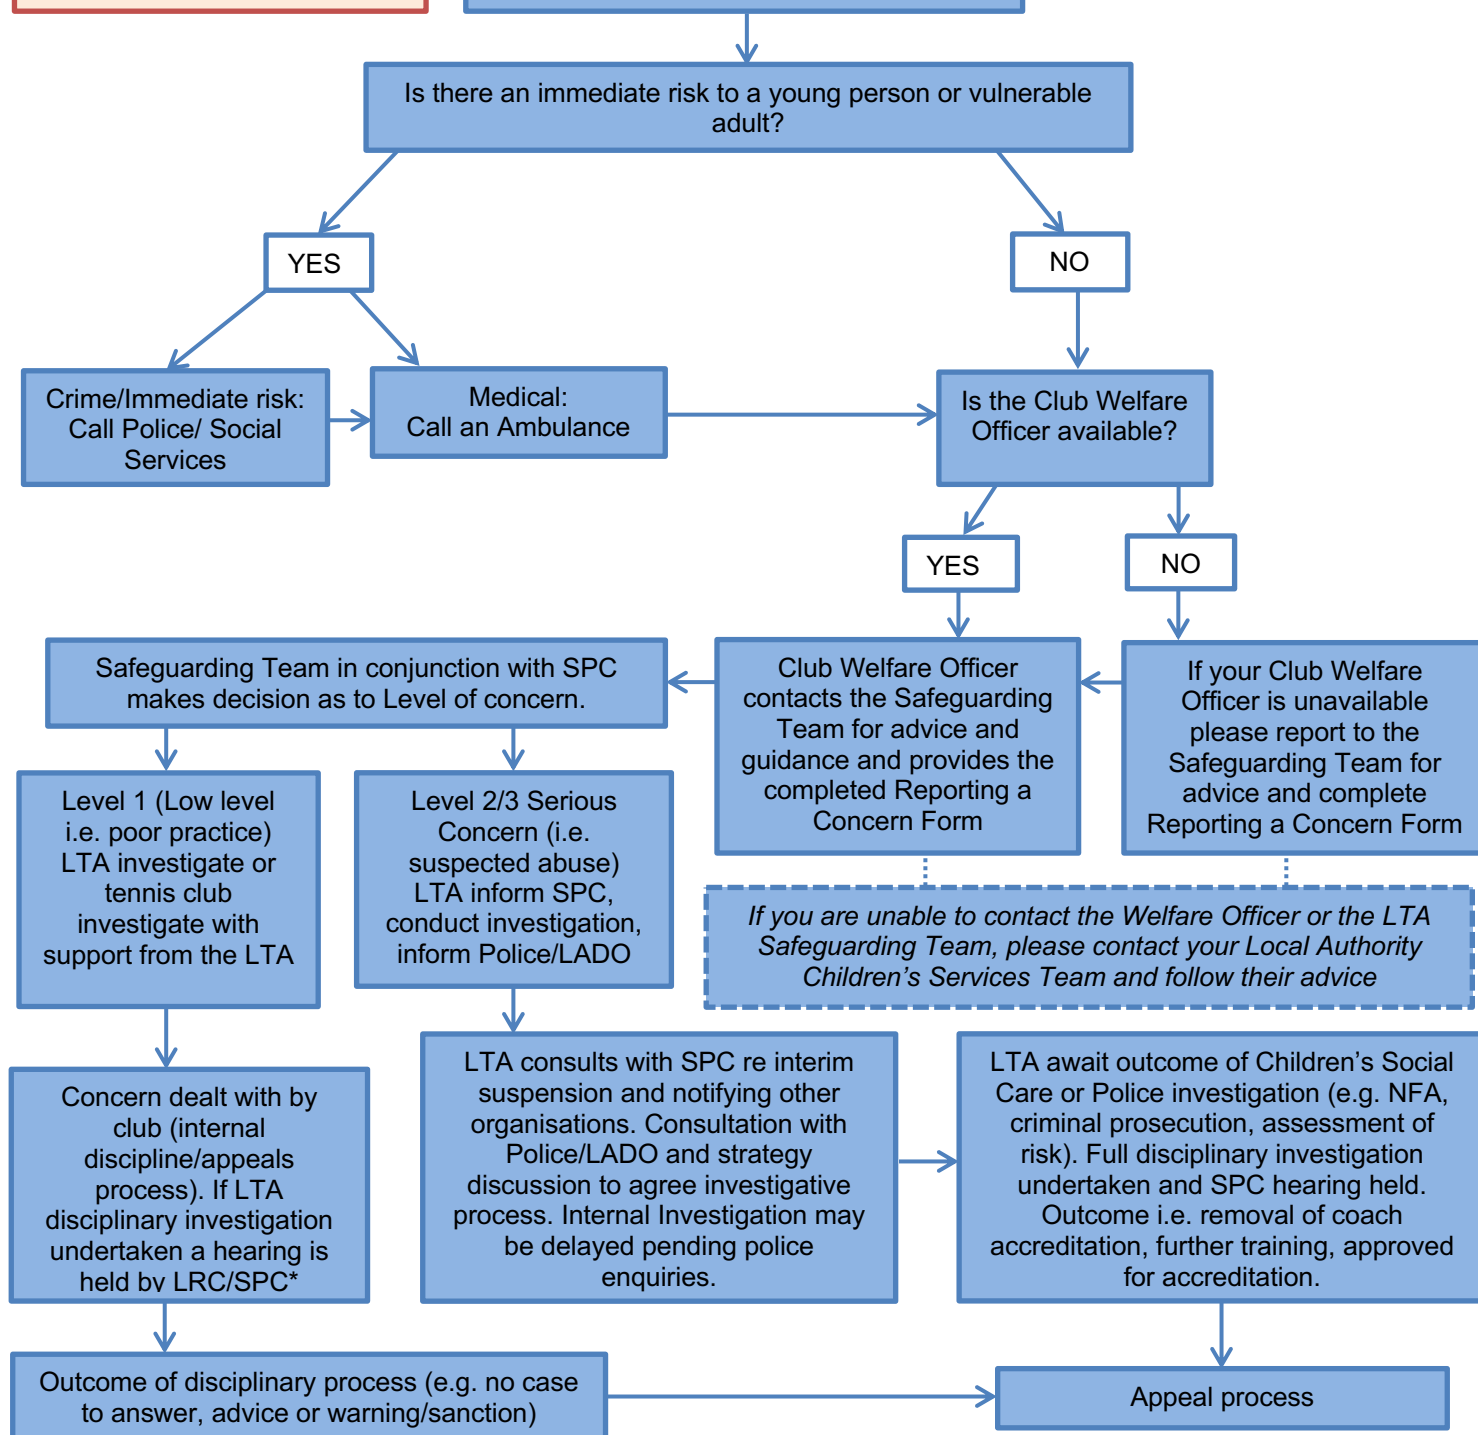 Is there an immediate risk to a young person or vulnerable
adult?
YES
NO
Crime/Immediate risk:
Call Police/ Social
Services
Medical:
Call an Ambulance
Is the Club Welfare
Officer available?
YES
NO
Safeguarding Team in conjunction with SPC
makes decision as to Level of concern.
Club Welfare Officer
contacts the Safeguarding
Team for advice and
guidance and provides the
completed Reporting a
Concern Form
If your Club Welfare
Officer is unavailable
please report to the
Safeguarding Team for
advice and complete
Reporting a Concern Form
Level 1 (Low level
i.e. poor practice)
LTA investigate or
tennis club
investigate with
support from the LTA
Level 2/3 Serious
Concern (i.e.
suspected abuse)
LTA inform SPC,
conduct investigation,
inform Police/LADO
If you are unable to contact the Welfare Officer or the LTA
Safeguarding Team, please contact your Local Authority
Children’s Services Team and follow their advice
Concern dealt with by
club (internal
discipline/appeals
process). If LTA
disciplinary investigation
undertaken a hearing is
held by LRC/SPC*
LTA consults with SPC re interim
suspension and notifying other
organisations. Consultation with
Police/LADO and strategy
discussion to agree investigative
process. Internal Investigation may
be delayed pending police
enquiries.
LTA await outcome of Children’s Social
Care or Police investigation (e.g. NFA,
criminal prosecution, assessment of
risk). Full disciplinary investigation
undertaken and SPC hearing held.
Outcome i.e. removal of coach
accreditation, further training, approved
for accreditation.
Outcome of disciplinary process (e.g. no case
to answer, advice or warning/sanction)
Appeal process